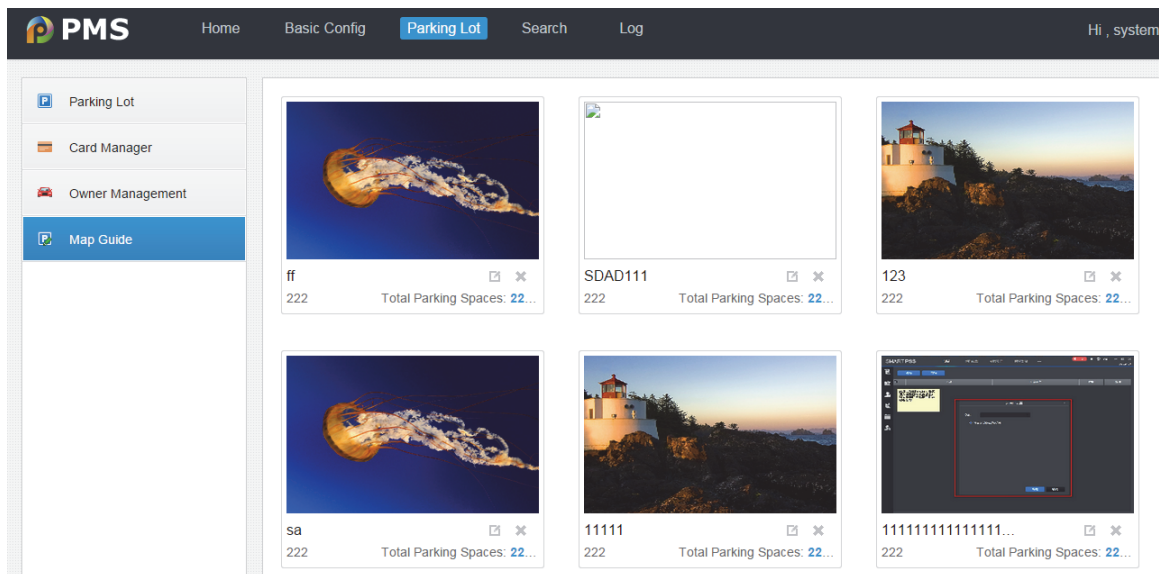 PMS Home Basic Config Parking Lot Search Log Hi , system
Parking Lot
Card Manager
Owner Management
Map Guide
ff
222 Total Parking Spaces: 22...
SDAD111
222 Total Parking Spaces: 22...
123
222 Total Parking Spaces: 22...
sa
222 Total Parking Spaces: 22...
11111
222 Total Parking Spaces: 22...
SMART PSS
111111111111111...
222 Total Parking Spaces: 22...